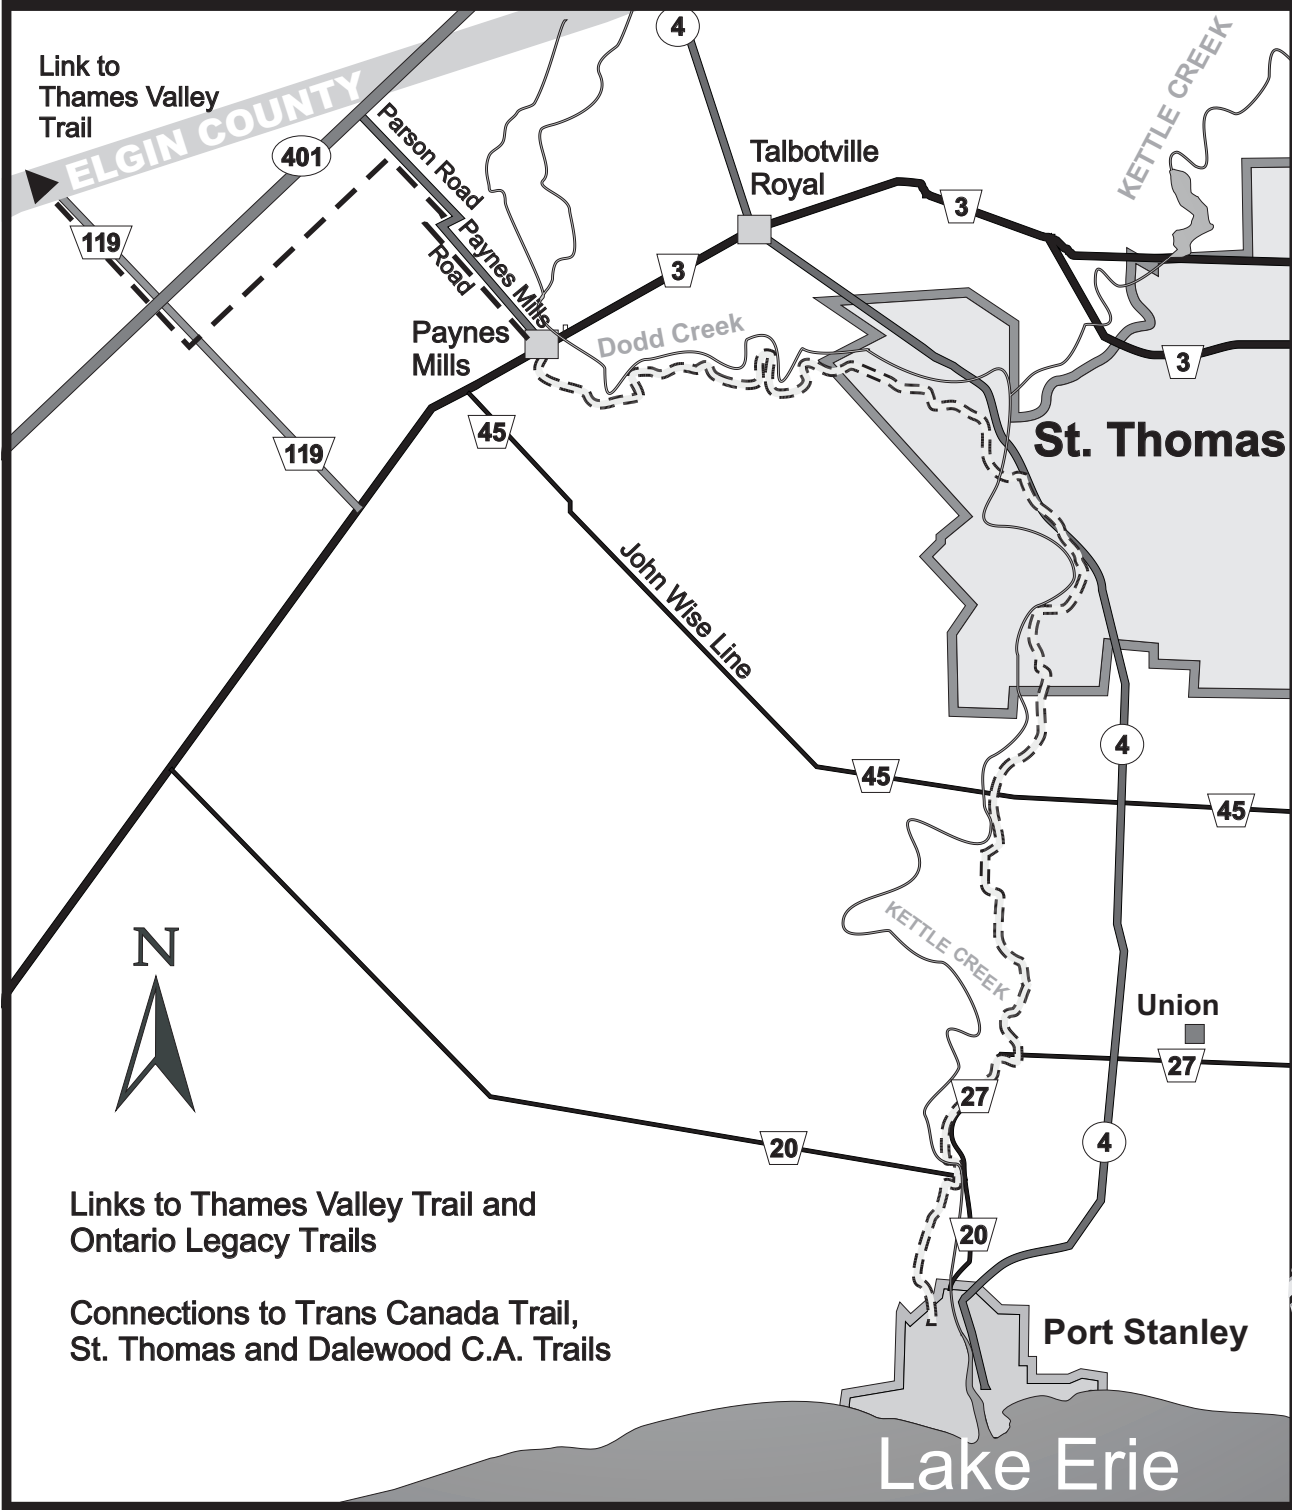 4
KETTLE CREEK
Link to
Thames Valley
Trail
ELGIN COUNTY
401
Parson Road
Talbotville
Royal
3
119
Paynes Mills
Road
3
Dodd Creek
Paynes
Mills
3
45
119
St. Thomas
John Wise Line
4
45
45
KETTLE CREEK
N
Union
27
27
4
20
Links to Thames Valley Trail and
Ontario Legacy Trails
20
Connections to Trans Canada Trail,
St. Thomas and Dalewood C.A. Trails
Port Stanley
Lake Erie